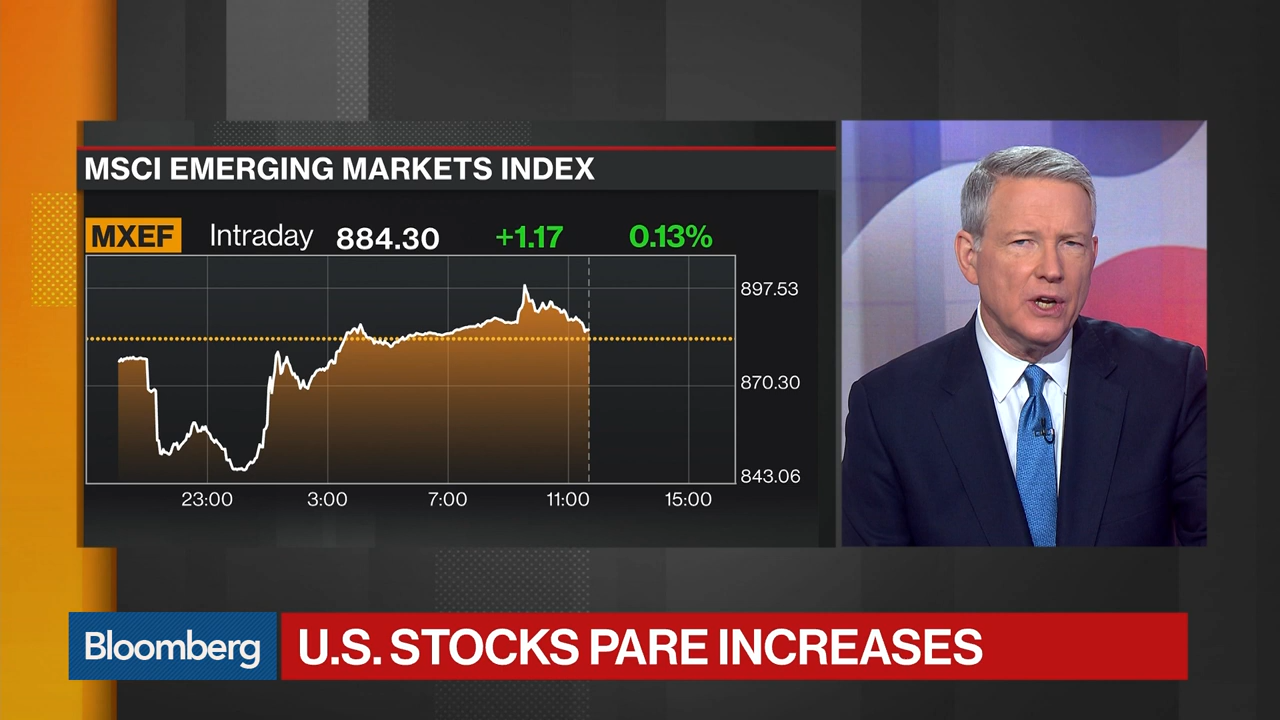 MSCI EMERGING MARKETS INDEX
MXEF Intraday 884.30 +1.17 0.13%
897.53
870.30
843.06
23:00 3:00 7:00 11:00 15:00
Bloomberg U.S. STOCKS PARE INCREASES